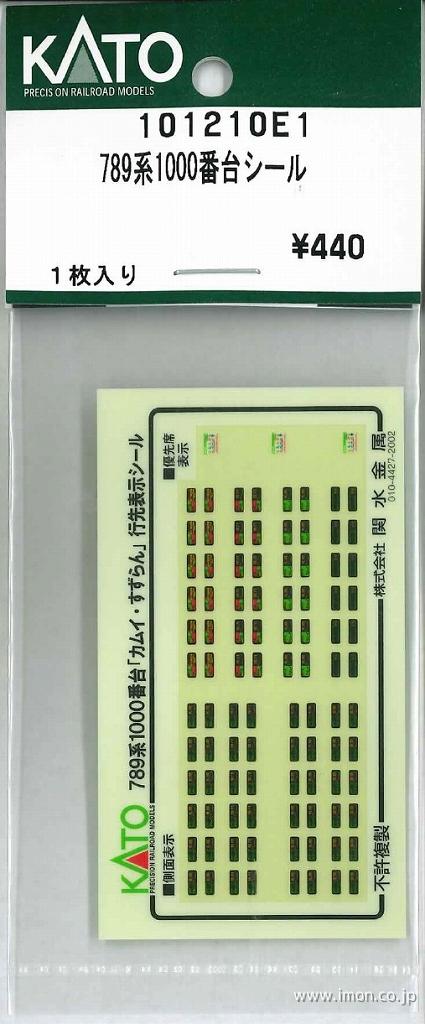 KATO
PRECISION RAILROAD MODELS
101210E1
789系1000番台シール
¥440
1枚入り
KATO
PRECISION RAILROAD MODELS
789系1000番台「カムイ・すずらん」行先表示シール
■側面表示
■優先席
表示
不許複製
株式会社 関水金属
010-4427-2002
www.imon.co.jp